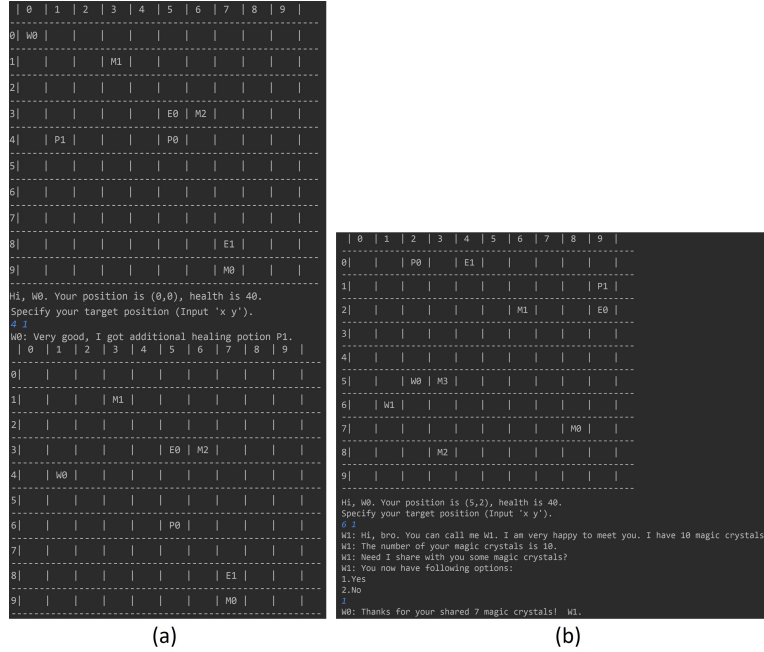 | 0 | 1 | 2 | 3 | 4 | 5 | 6 | 7 | 8 | 9 |
0| W0 | | | | | | | | | |
1| | | | M1 | | | | | | |
2| | | | | | | | | | |
3| | | | | | E0 | M2 | | | |
4| | P1 | | | | P0 | | | | |
5| | | | | | | | | | |
6| | | | | | | | | | |
7| | | | | | | | | | |
8| | | | | | | | E1 | | |
9| | | | | | | | M0 | | |
Hi, W0. Your position is (0,0), health is 40.
Specify your target position (Input 'x y').
4 1
W0: Very good, I got additional healing potion P1.
| 0 | 1 | 2 | 3 | 4 | 5 | 6 | 7 | 8 | 9 |
0| | | | | | | | | | |
1| | | | M1 | | | | | | |
2| | | | | | | | | | |
3| | | | | | E0 | M2 | | | |
4| | W0 | | | | | | | | |
5| | | | | | | | | | |
6| | | | | | P0 | | | | |
7| | | | | | | | | | |
8| | | | | | | | E1 | | |
9| | | | | | | | M0 | | |
(a)
| 0 | 1 | 2 | 3 | 4 | 5 | 6 | 7 | 8 | 9 |
0| | | P0 | | E1 | | | | | |
1| | | | | | | | | | P1 |
2| | | | | | | M1 | | | E0 |
3| | | | | | | | | | |
4| | | | | | | | | | |
5| | | W0 | M3 | | | | | | |
6| | W1 | | | | | | | | |
7| | | | | | | | | M0 | |
8| | | | M2 | | | | | | |
9| | | | | | | | | | |
Hi, W0. Your position is (5,2), health is 40.
Specify your target position (Input 'x y').
6 1
W1: Hi, bro. You can call me W1. I am very happy to meet you. I have 10 magic crystals
W1: The number of your magic crystals is 10.
W1: Need I share with you some magic crystals?
W1: You now have following options:
1.Yes
2.No
1
W0: Thanks for your shared 7 magic crystals! W1.
(b)